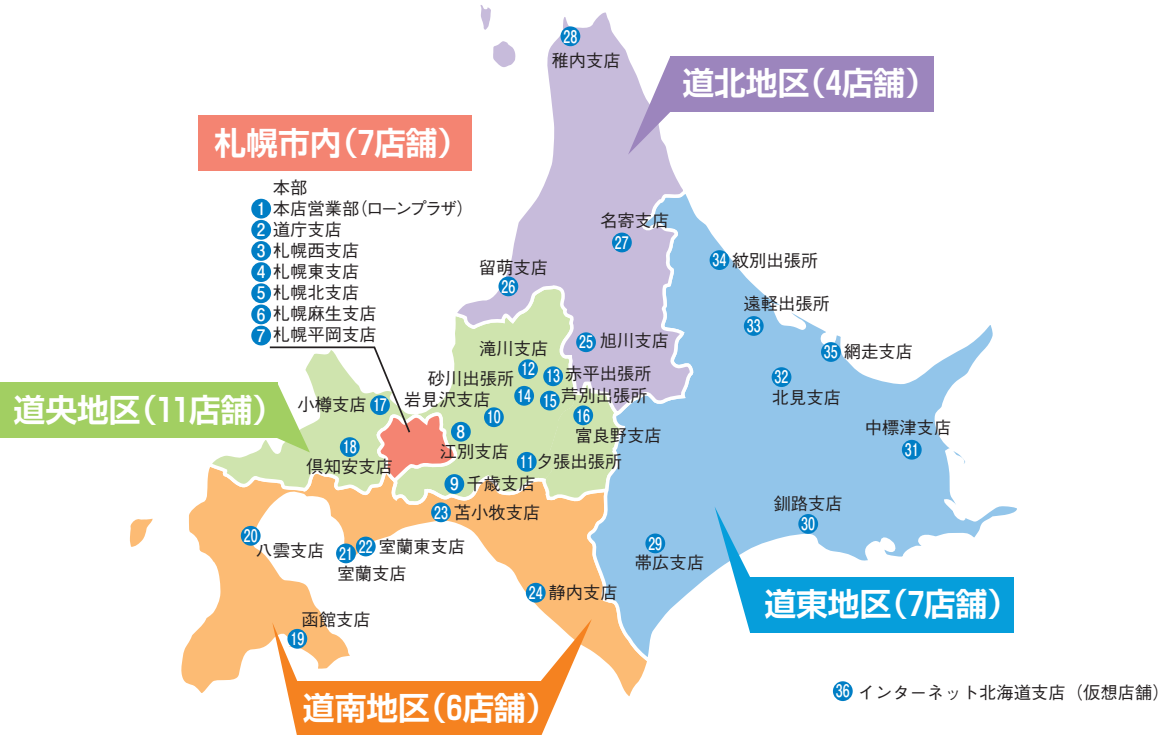 28
稚内支店
道北地区（4店舗）
札幌市内（7店舗）
本部
1 本店営業部（ローンプラザ）
2 道庁支店
3 札幌西支店
4 札幌東支店
5 札幌北支店
6 札幌麻生支店
7 札幌平岡支店
名寄支店
27
34 紋別出張所
留萌支店
26
遠軽出張所
33
25 旭川支店
35 網走支店
滝川支店
12
13 赤平出張所
砂川出張所
14
15 芦別出張所
32
北見支店
道央地区（11店舗）
小樽支店 17
岩見沢支店
10
16
富良野支店
8
江別支店
18
倶知安支店
中標津支店
31
11 夕張出張所
9 千歳支店
23 苫小牧支店
釧路支店
30
20
八雲支店
21
室蘭支店
22 室蘭東支店
29
帯広支店
24 静内支店
道東地区（7店舗）
函館支店
19
道南地区（6店舗）
36 インターネット北海道支店（仮想店舗）